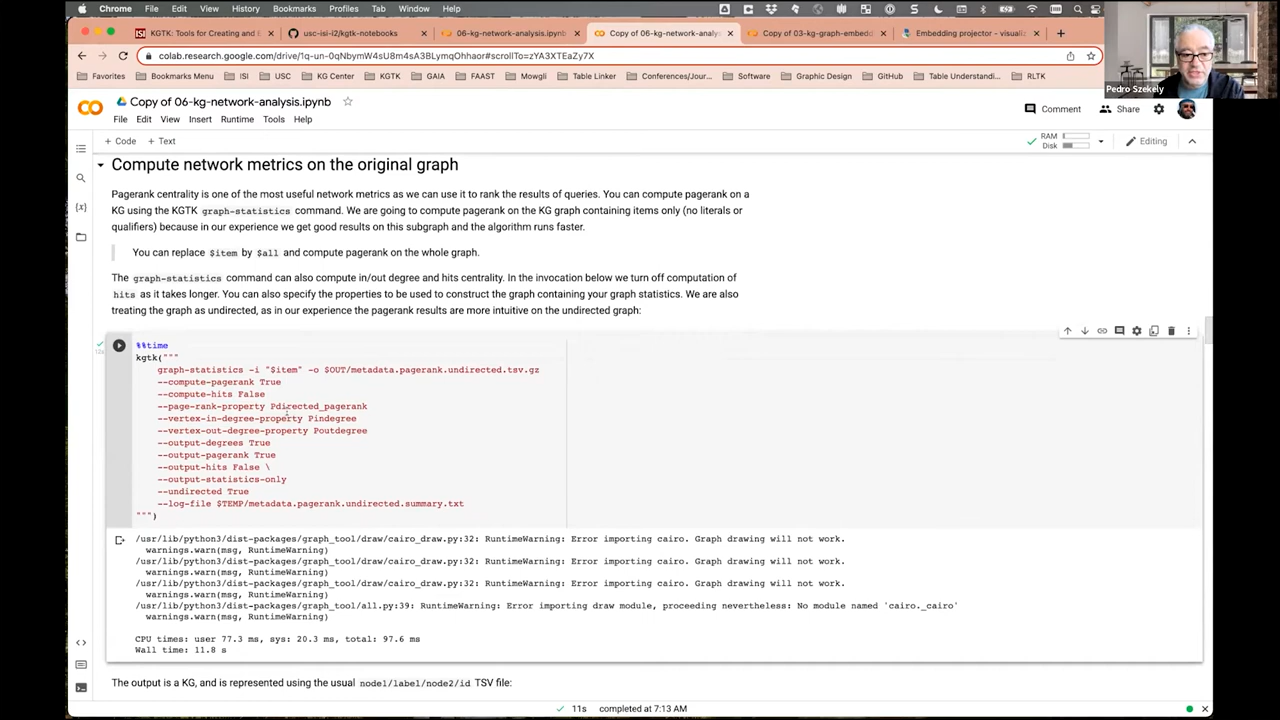 Chrome File Edit View History Bookmarks Profiles Tab Window Help
KGTK: Tools for Creating and E
usc-isi-i2/kgtk-notebooks
06-kg-network-analysis.ipynb
Copy of 06-kg-network-analys
Copy of 03-kg-graph-embedd
Embedding projector - visualiz
colab.research.google.com/drive/1q-un-0qNbymW4sU8m4sA3BLymqOhhaor#scrollTo=zYA3XTEaZy7X
Favorites Bookmarks Menu ISI USC KG Center KGTK GAIA FAAST Mowgli Table Linker Conferences/Jour... Software Graphic Design GitHub Table Understandi... RLTK
Pedro Szekely
Copy of 06-kg-network-analysis.ipynb
Comment Share
File Edit View Insert Runtime Tools Help
+ Code + Text
RAM
Disk
Editing
Compute network metrics on the original graph
Pagerank centrality is one of the most useful network metrics as we can use it to rank the results of queries. You can compute pagerank on a
KG using the KGTK graph-statistics command. We are going to compute pagerank on the KG graph containing items only (no literals or
qualifiers) because in our experience we get good results on this subgraph and the algorithm runs faster.
You can replace $item by $all and compute pagerank on the whole graph.
The graph-statistics command can also compute in/out degree and hits centrality. In the invocation below we turn off computation of
hits as it takes longer. You can also specify the properties to be used to construct the graph containing your graph statistics. We are also
treating the graph as undirected, as in our experience the pagerank results are more intuitive on the undirected graph:
%%time
kgtk("""
graph-statistics -i "$item" -o $OUT/metadata.pagerank.undirected.tsv.gz
--compute-pagerank True
--compute-hits False
--page-rank-property Pdirected_pagerank
--vertex-in-degree-property Pindegree
--vertex-out-degree-property Poutdegree
--output-degrees True
--output-pagerank True
--output-hits False \
--output-statistics-only
--undirected True
--log-file $TEMP/metadata.pagerank.undirected.summary.txt
""")
/usr/lib/python3/dist-packages/graph_tool/draw/cairo_draw.py:32: RuntimeWarning: Error importing cairo. Graph drawing will not work.
warnings.warn(msg, RuntimeWarning)
/usr/lib/python3/dist-packages/graph_tool/draw/cairo_draw.py:32: RuntimeWarning: Error importing cairo. Graph drawing will not work.
warnings.warn(msg, RuntimeWarning)
/usr/lib/python3/dist-packages/graph_tool/draw/cairo_draw.py:32: RuntimeWarning: Error importing cairo. Graph drawing will not work.
warnings.warn(msg, RuntimeWarning)
/usr/lib/python3/dist-packages/graph_tool/all.py:39: RuntimeWarning: Error importing draw module, proceeding nevertheless: No module named 'cairo._cairo'
warnings.warn(msg, RuntimeWarning)
CPU times: user 77.3 ms, sys: 20.3 ms, total: 97.6 ms
Wall time: 11.8 s
The output is a KG, and is represented using the usual node1/label/node2/id TSV file:
11s completed at 7:13 AM